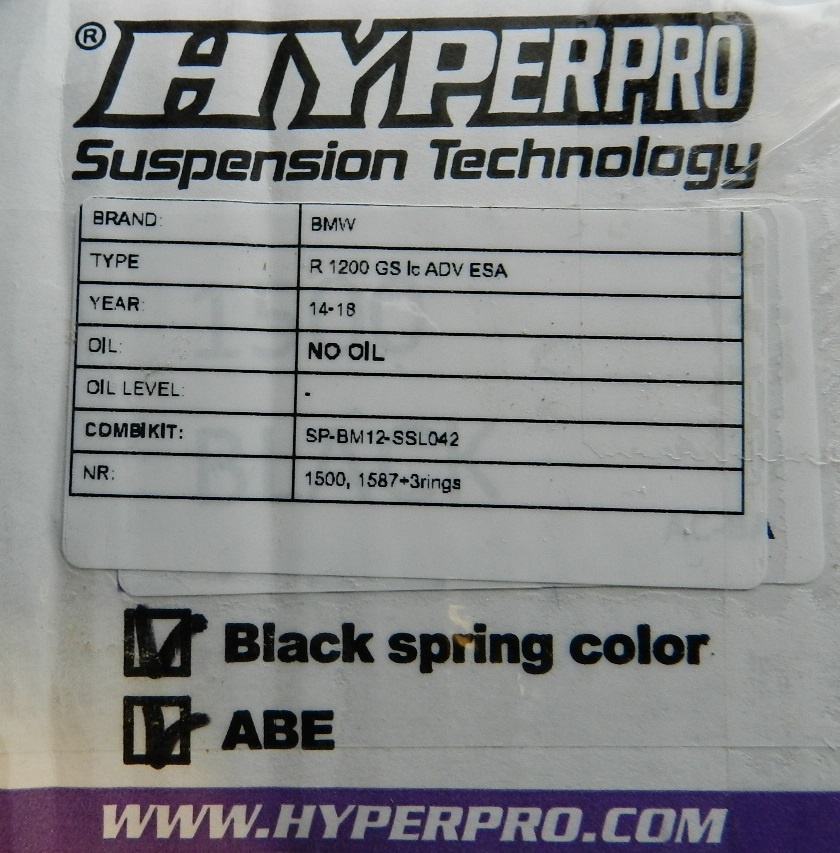 ® HYPERPRO
Suspension Technology
BRAND: BMW
TYPE R 1200 GS lc ADV ESA
YEAR: 14-18
OIL: NO OIL
OIL LEVEL: -
COMBIKIT: SP-BM12-SSL042
NR: 1500, 1587+3rings
Black spring color
ABE
WWW.HYPERPRO.COM